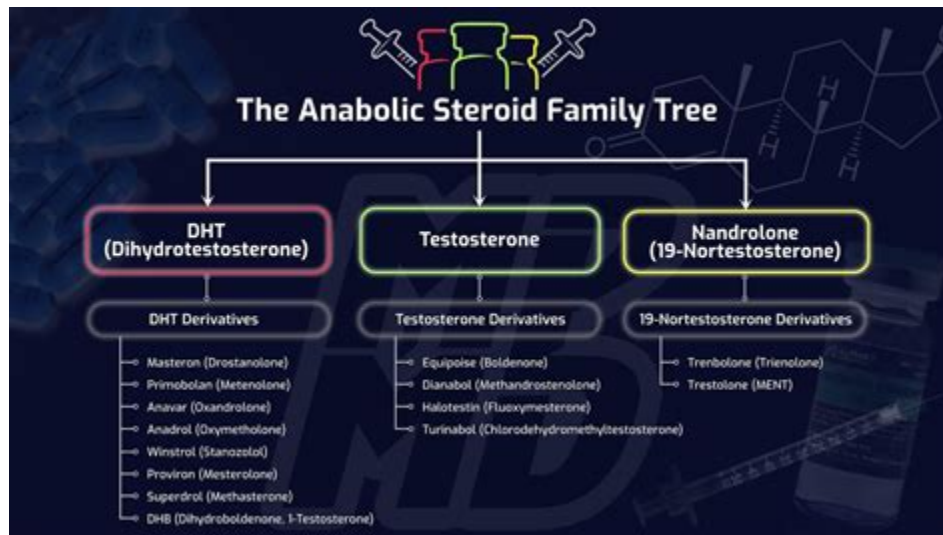 The Anabolic Steroid Family Tree
DHT
(Dihydrotestosterone)
DHT Derivatives
Masteron (Drostanolone)
Primobolan (Metenolone)
Anavar (Oxandrolone)
Anadrol (Oxymetholone)
Winstrol (Stanozolol)
Proviron (Mesterolone)
Superdrol (Methasterone)
DHB (Dihydroboldenone, 1-Testosterone)
Testosterone
Testosterone Derivatives
Equipoise (Boldenone)
Dianabol (Methandrostenolone)
Halotestin (Fluoxymesterone)
Turinabol (Chlorodehydromethyltestosterone)
Nandrolone
(19-Nortestosterone)
19-Nortestosterone Derivatives
Trenbolone (Trienolone)
Trestolone (MENT)
O
H
H
H